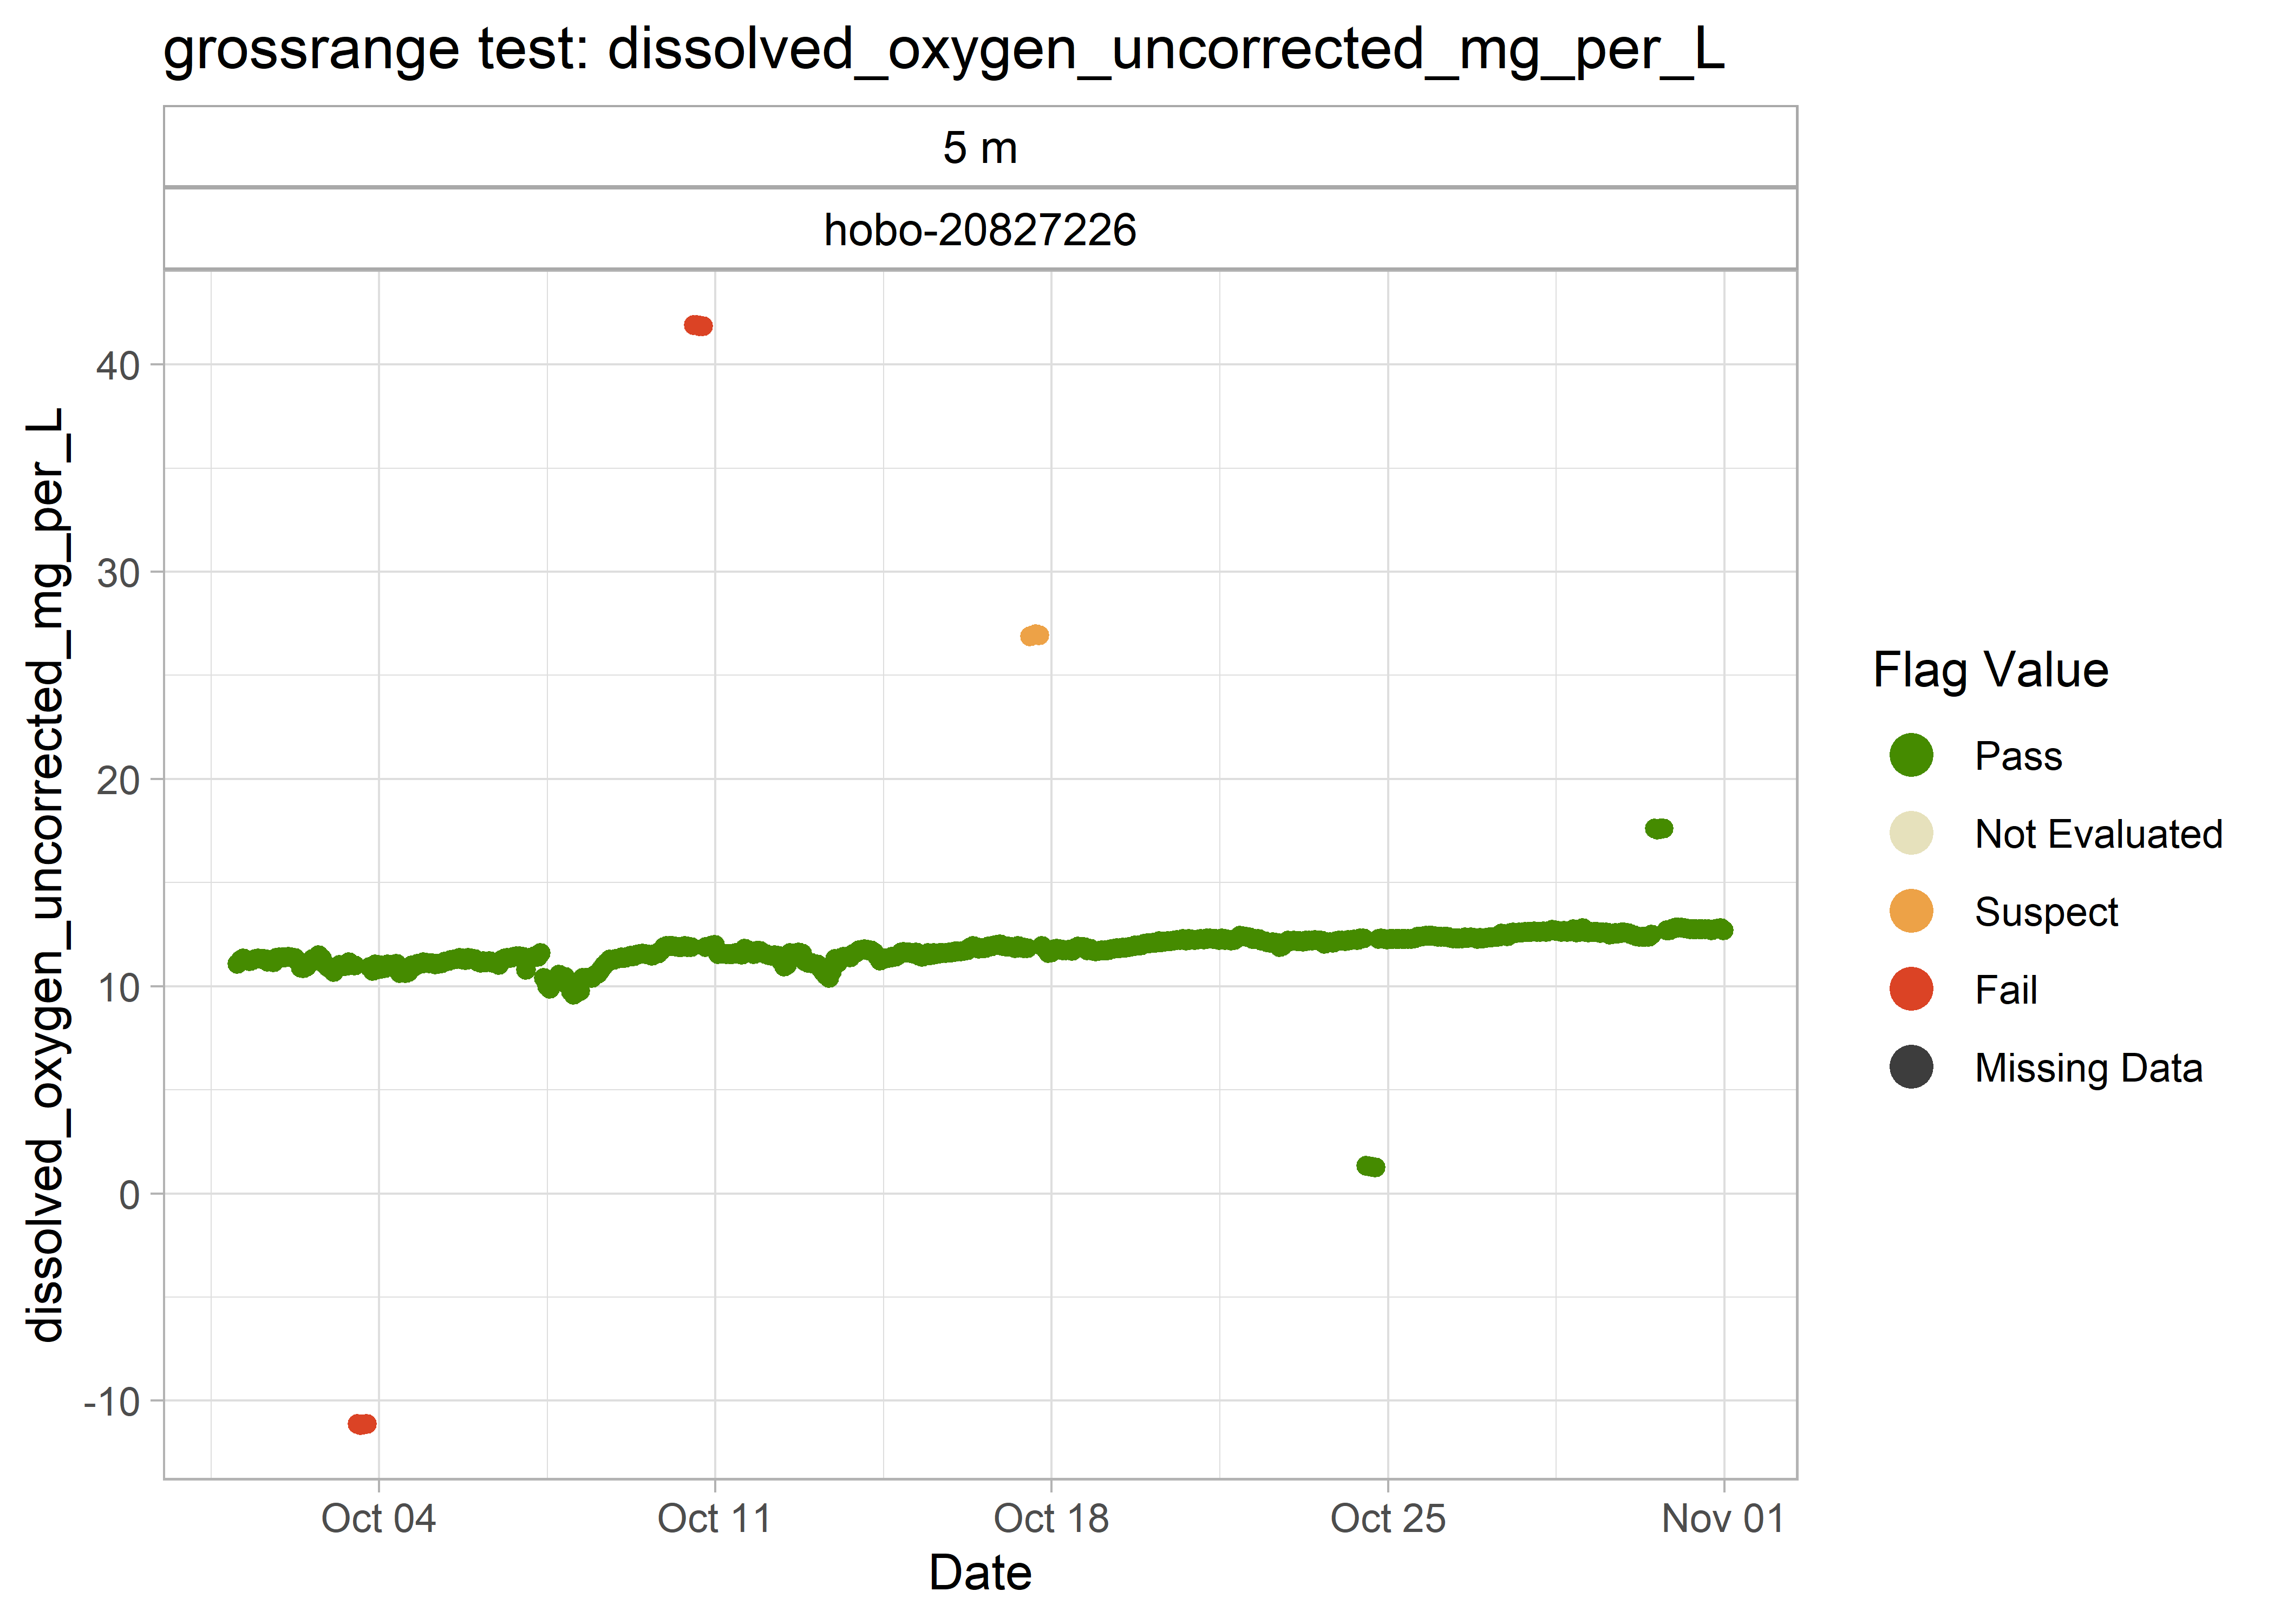 grossrange test: dissolved_oxygen_uncorrected_mg_per_L
5 m
hobo-20827226
dissolved_oxygen_uncorrected_mg_per_L
40
30
20
10
0
-10
Oct 04
Oct 11
Oct 18
Oct 25
Nov 01
Date
Flag Value
Pass
Not Evaluated
Suspect
Fail
Missing Data